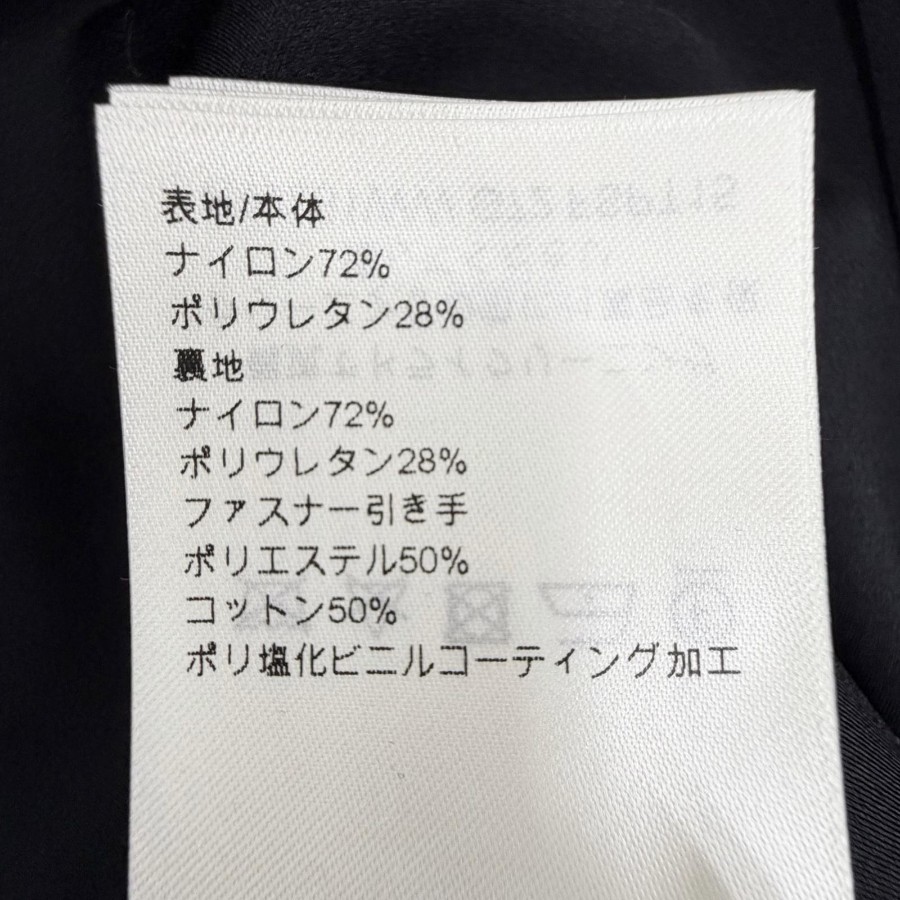 表地/本体
ナイロン72%
ポリウレタン28%
裏地
ナイロン72%
ポリウレタン28%
ファスナー引き手
ポリエステル50%
コットン50%
ポリ塩化ビニルコーティング加工